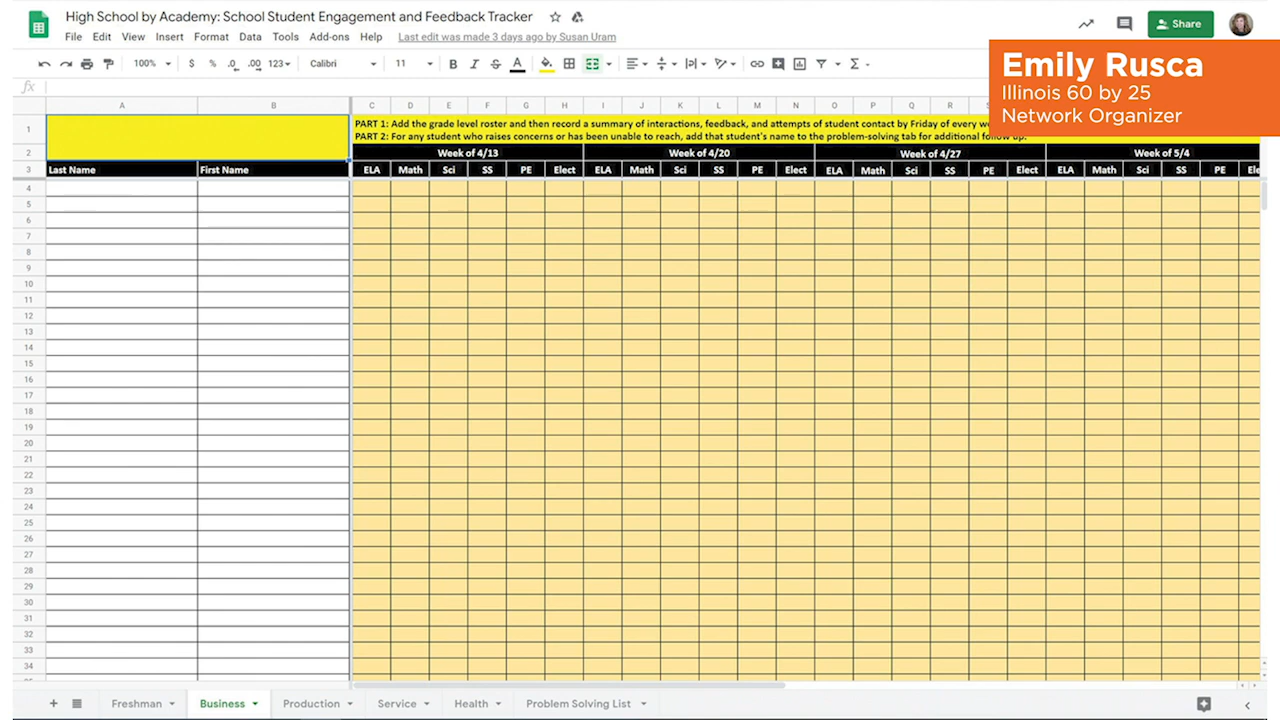 High School by Academy: School Student Engagement and Feedback Tracker
File Edit View Insert Format Data Tools Add-ons Help Last edit was made 3 days ago by Susan Uram
Share
Emily Rusca
Illinois 60 by 25
Network Organizer
100% $ % .0 .00 123 Calibri 11 B I S A
fx
A B C D E F G H I J K L M N O P Q R S
1
PART 1: Add the grade level roster and then record a summary of interactions, feedback, and attempts of student contact by Friday of every
PART 2: For any student who raises concerns or has been unable to reach, add that student's name to the problem-solving tab for additional follow up.
2 Week of 4/13 Week of 4/20 Week of 4/27 Week of 5/4
3 Last Name First Name ELA Math Sci SS PE Elect ELA Math Sci SS PE Elect ELA Math Sci SS PE Elect ELA Math Sci SS PE Ele
4
5
6
7
8
9
10
11
12
13
14
15
16
17
18
19
20
21
22
23
24
25
26
27
28
29
30
31
32
33
34
Freshman Business Production Service Health Problem Solving List